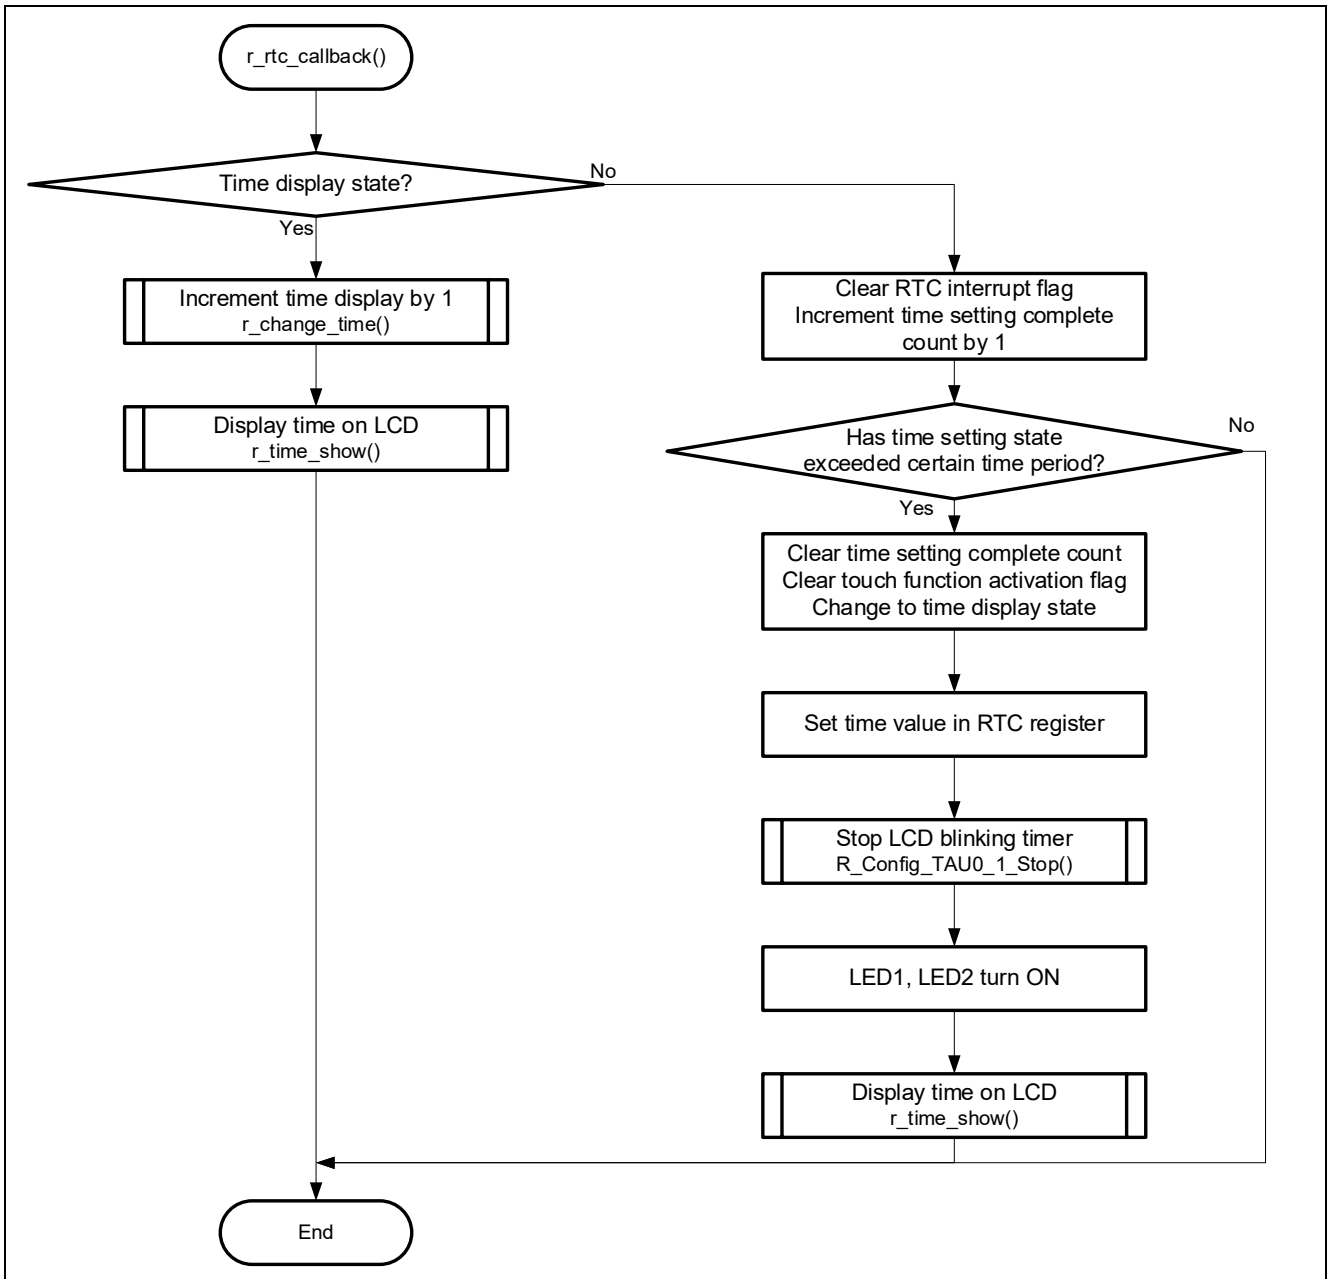 r_rtc_callback()
Time display state?
No
Yes
Increment time display by 1
r_change_time()
Display time on LCD
r_time_show()
Clear RTC interrupt flag
Increment time setting complete
count by 1
Has time setting state
exceeded certain time period?
No
Yes
Clear time setting complete count
Clear touch function activation flag
Change to time display state
Set time value in RTC register
Stop LCD blinking timer
R_Config_TAU0_1_Stop()
LED1, LED2 turn ON
Display time on LCD
r_time_show()
End